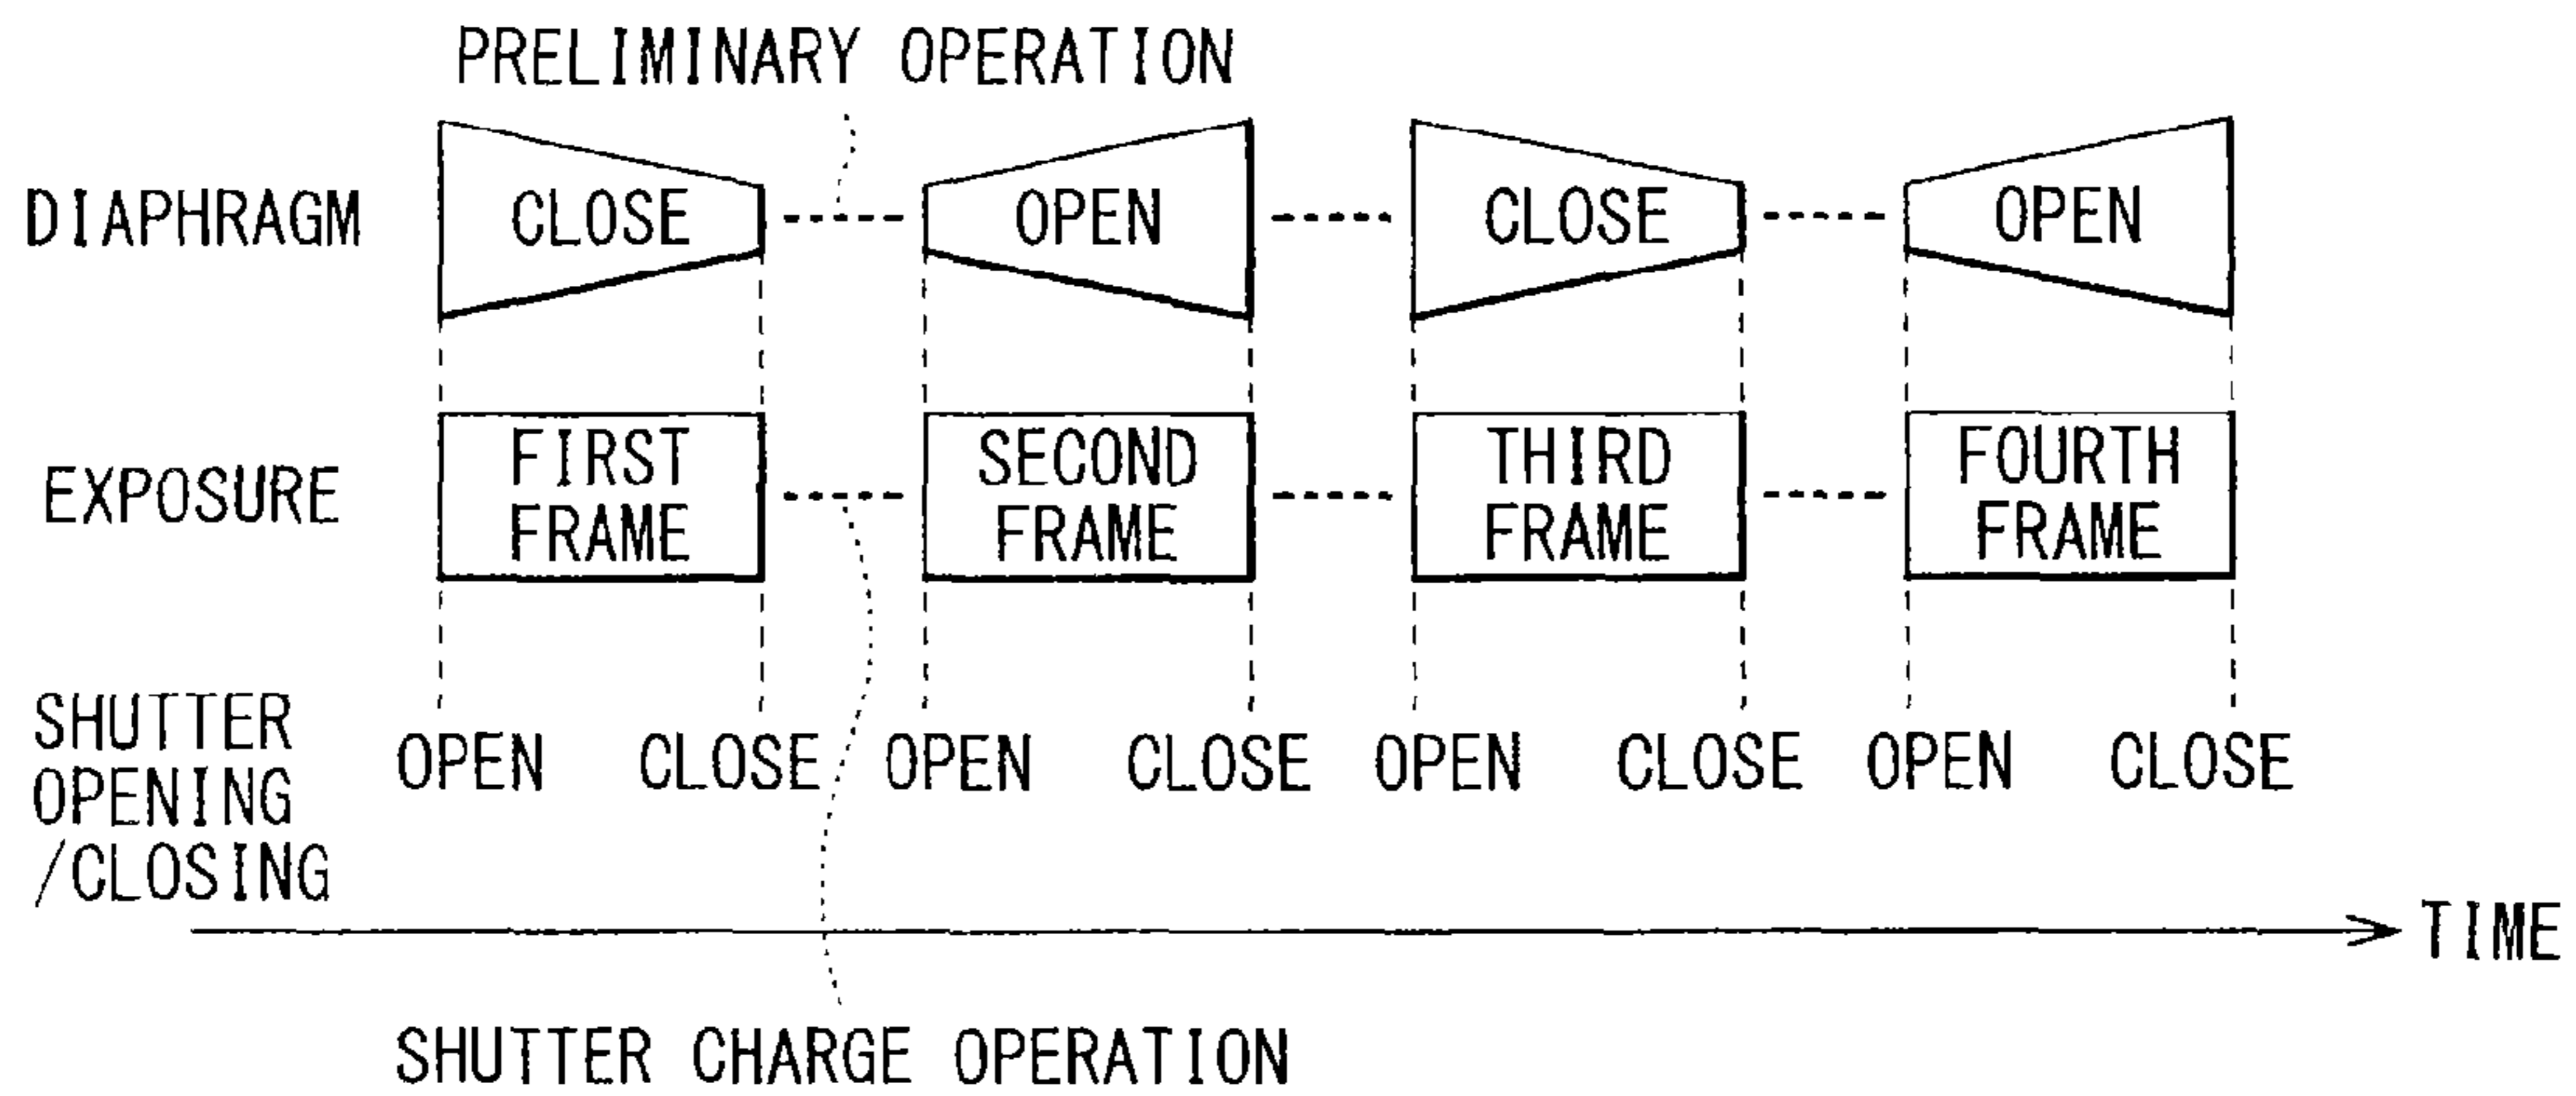 PRELIMINARY OPERATION
DIAPHRAGM
CLOSE
OPEN
CLOSE
OPEN
EXPOSURE
FIRST
FRAME
SECOND
FRAME
THIRD
FRAME
FOURTH
FRAME
SHUTTER
OPENING
/CLOSING
OPEN
CLOSE
OPEN
CLOSE
OPEN
CLOSE
OPEN
CLOSE
TIME
SHUTTER CHARGE OPERATION